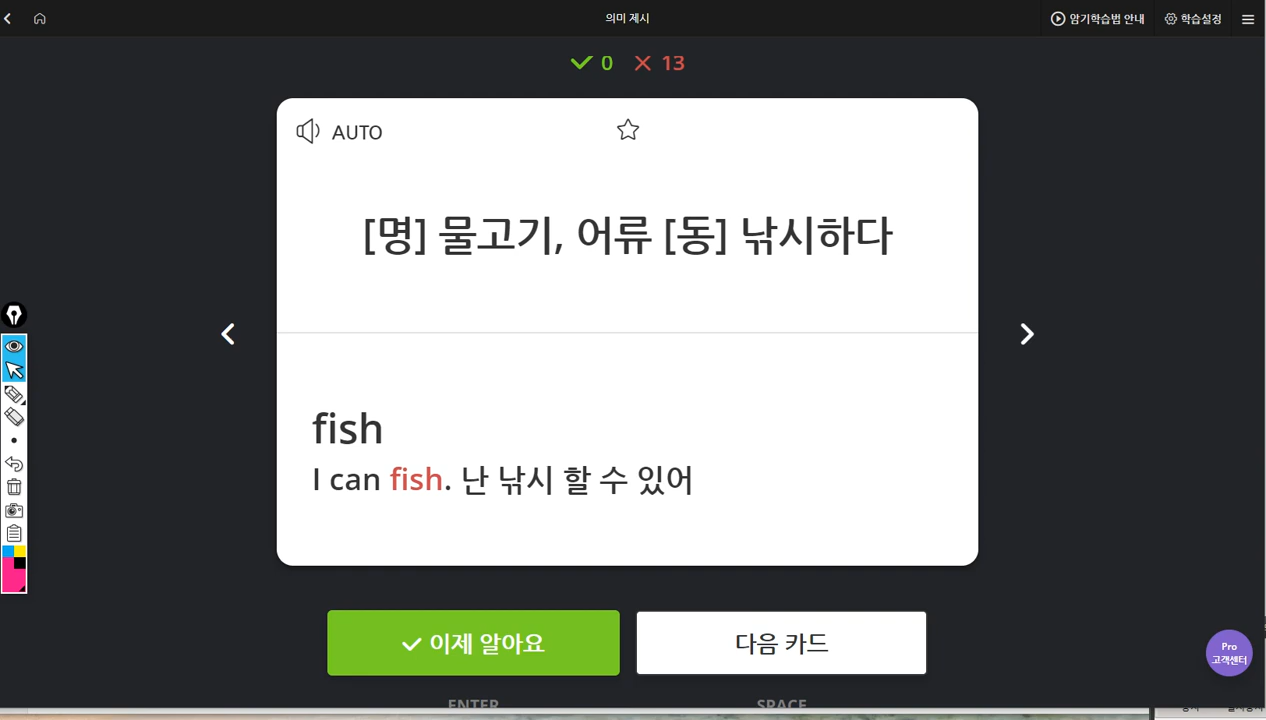 의미 제시
암기학습법 안내
학습설정
0 13
AUTO
[명] 물고기, 어류 [동] 낚시하다
fish
I can fish. 난 낚시 할 수 있어
이제 알아요
다음 카드
Pro
고객센터
ENTER
SPACE